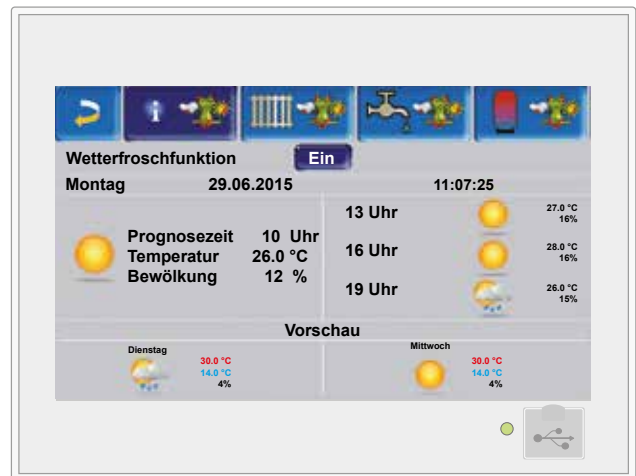 Wetterfroschfunktion Ein
Montag 29.06.2015 11:07:25
Prognosezeit 10 Uhr
Temperatur 26.0 °C
Bewölkung 12 %
13 Uhr 27.0 °C
16%
16 Uhr 28.0 °C
16%
19 Uhr 26.0 °C
15%
Vorschau
Dienstag
30.0 °C
14.0 °C
4%
Mittwoch
30.0 °C
14.0 °C
4%